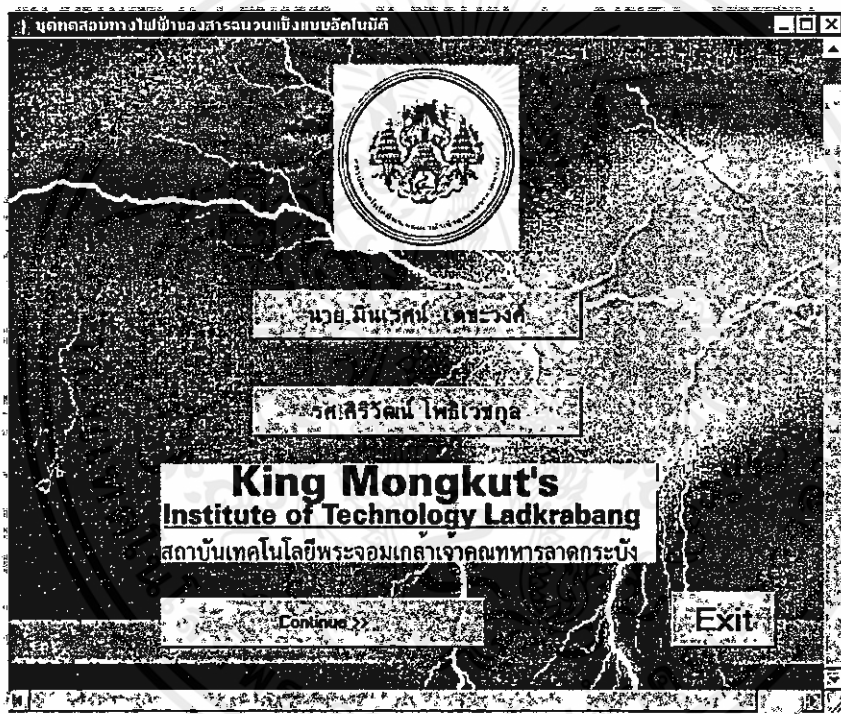 ชุดทดสอบทางไฟฟ้าของสารฉนวนแข็งแบบอัตโนมัติ
นาย มีนเรศน์ เดชะวงศ์
รศ.ศิริวัฒน์ โพธิเวชกุล
King Mongkut's
Institute of Technology Ladkrabang
สถาบันเทคโนโลยีพระจอมเกล้าเจ้าคุณทหารลาดกระบัง
Continue >>
Exit